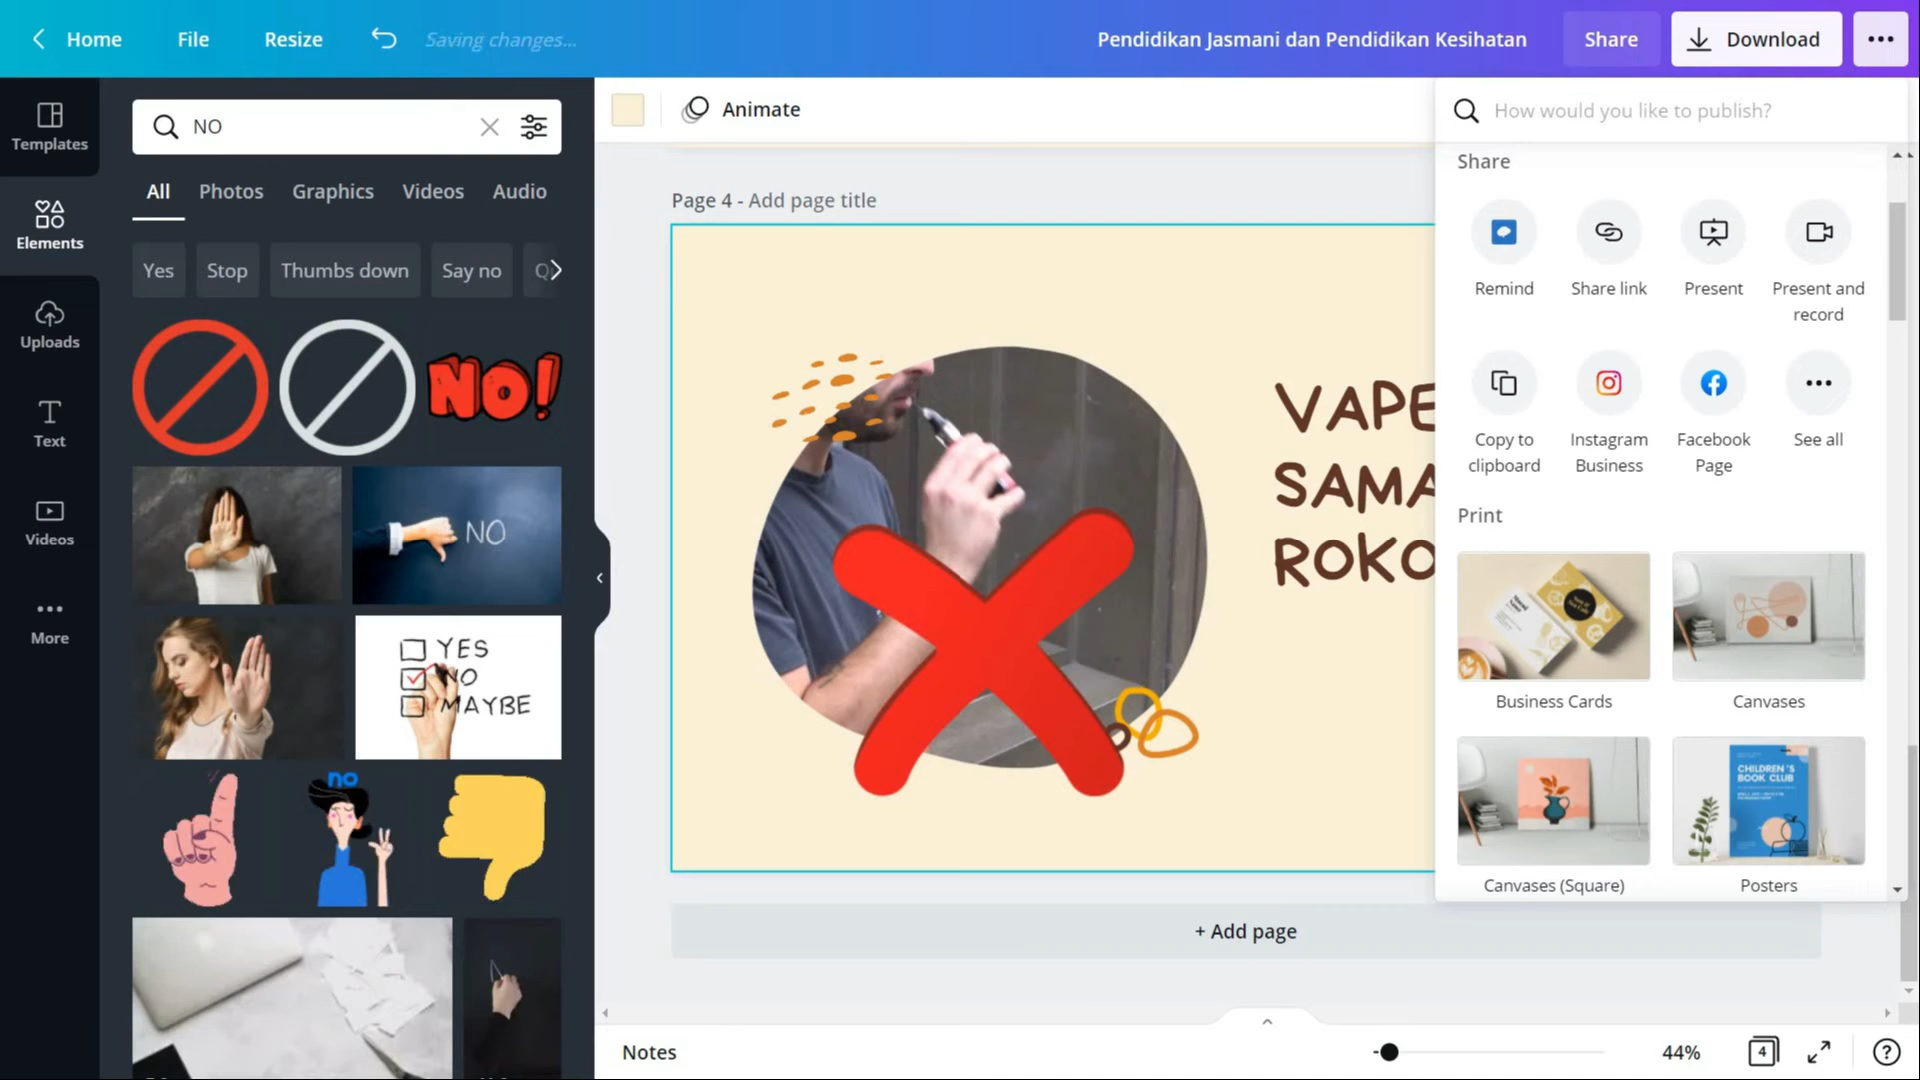 Home
File
Resize
Saving changes...
Pendidikan Jasmani dan Pendidikan Kesihatan
Share
Download
Templates
Elements
Uploads
Text
Videos
More
NO
All
Photos
Graphics
Videos
Audio
Yes
Stop
Thumbs down
Say no
NO!
NO
YES
NO
MAYBE
no
Animate
Page 4 - Add page title
VAPE
SAMA
ROKO
+ Add page
Notes
44%
4
How would you like to publish?
Share
Remind
Share link
Present
Present and
record
Copy to
clipboard
Instagram
Business
Facebook
Page
See all
Print
Business Cards
Canvases
CHILDREN'S
BOOK CLUB
Canvases (Square)
Posters